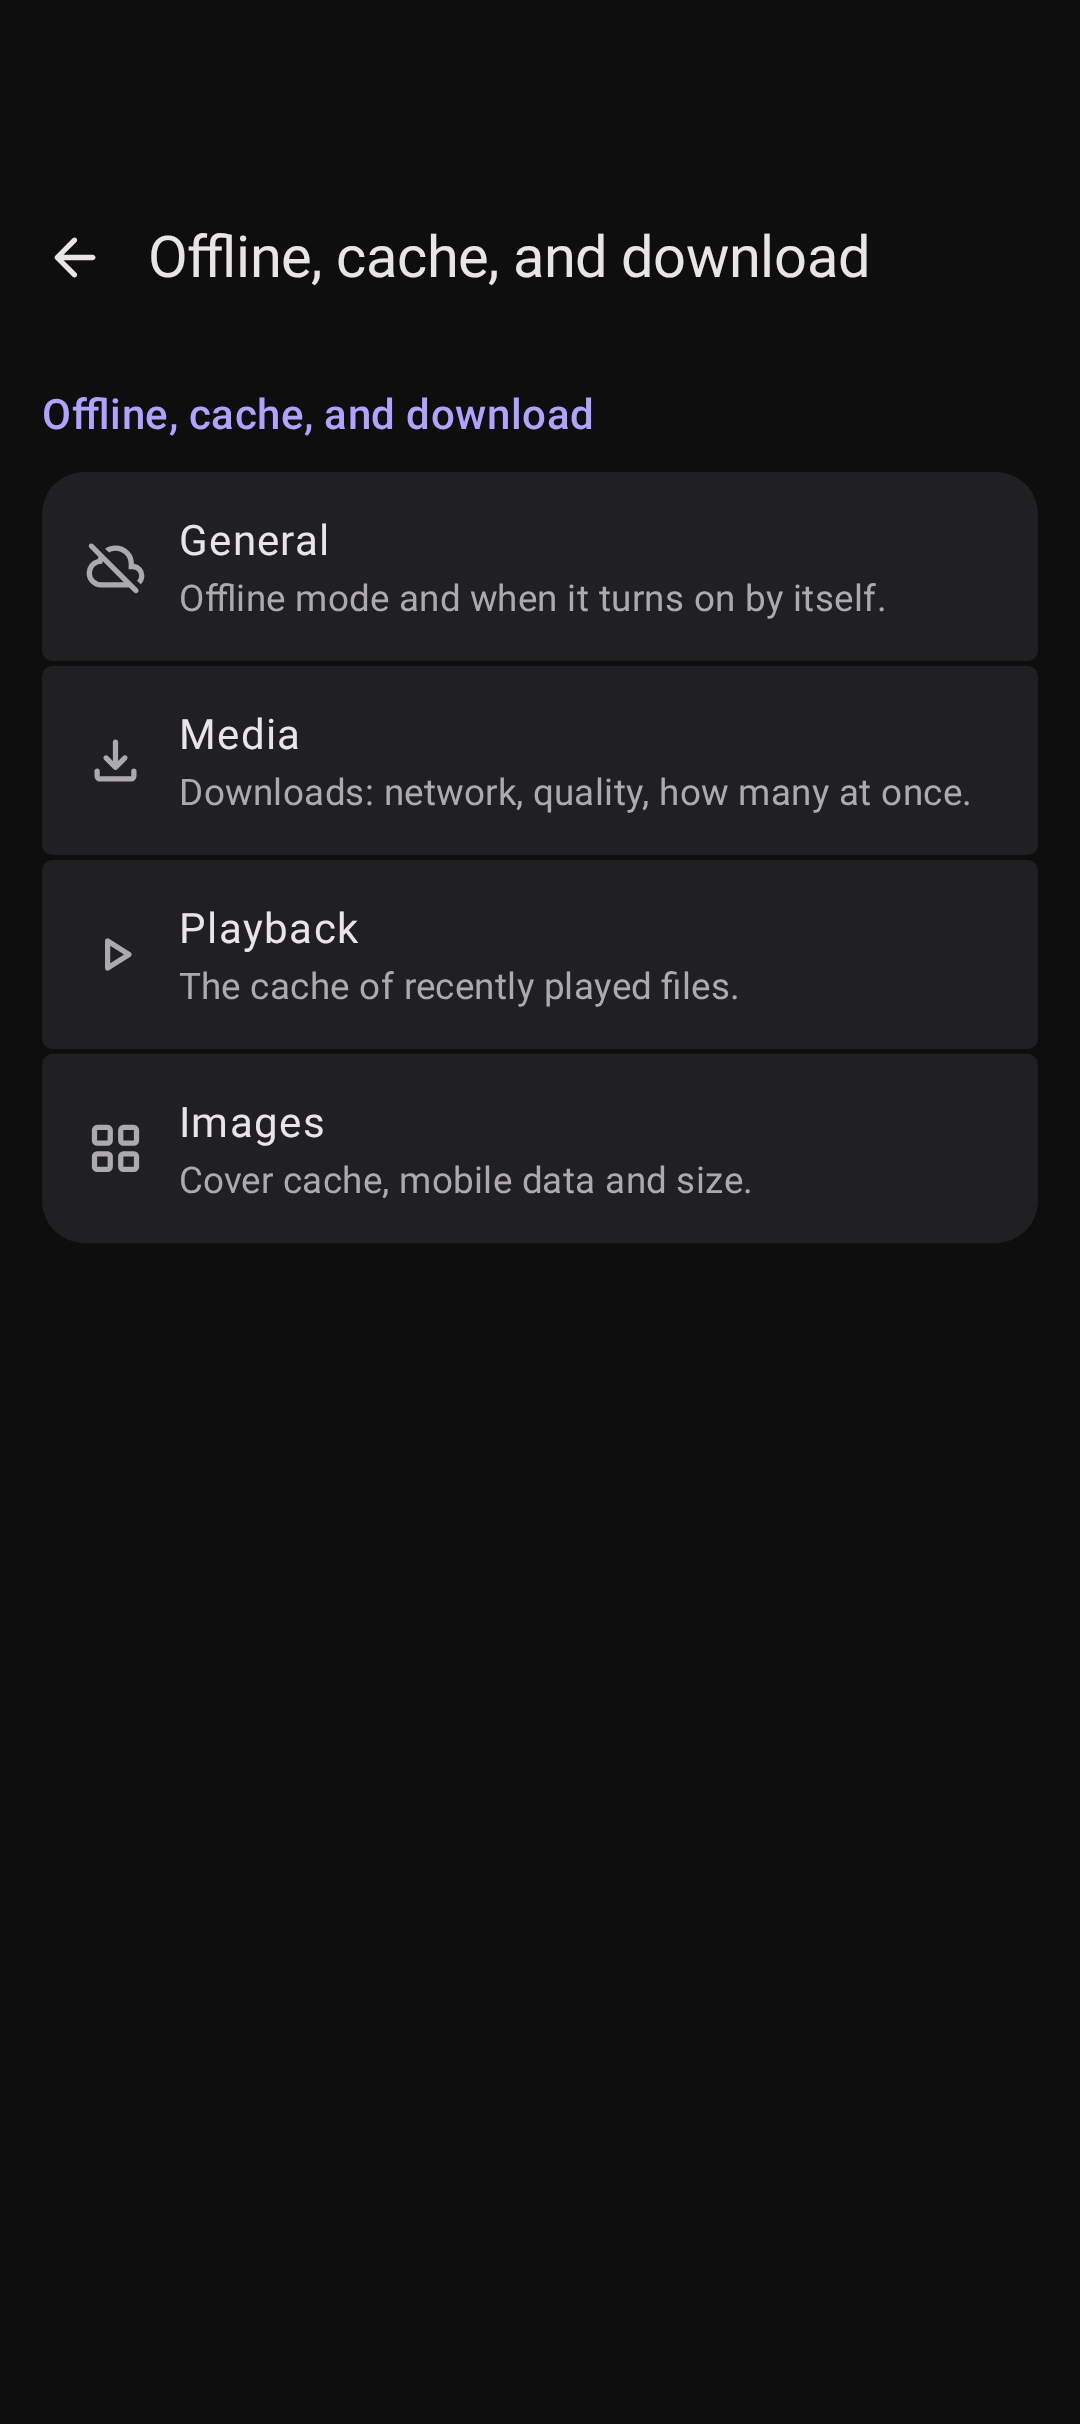 Offline, cache, and download
Offline, cache, and download
General
Offline mode and when it turns on by itself.
Media
Downloads: network, quality, how many at once.
Playback
The cache of recently played files.
Images
Cover cache, mobile data and size.